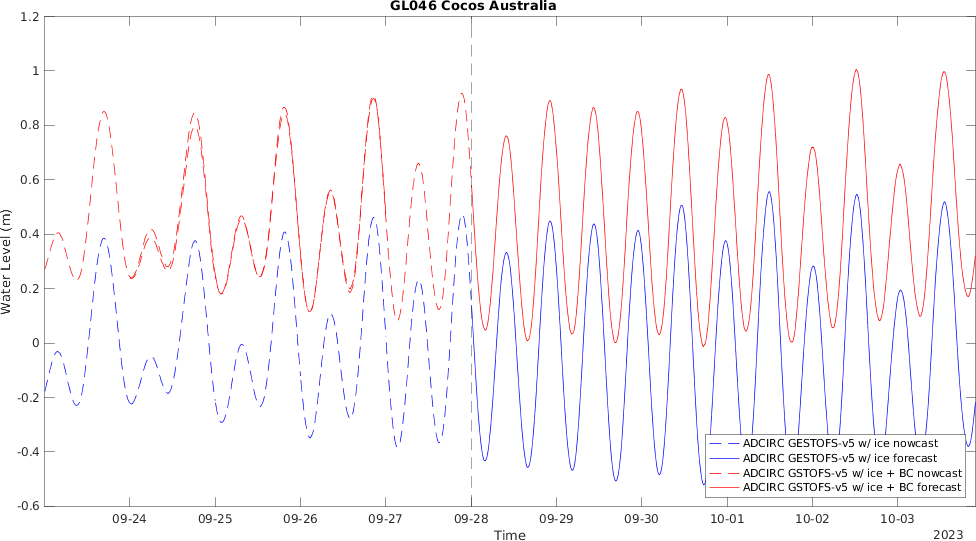 GL046 Cocos Australia
Water Level (m)
1.2
1
0.8
0.6
0.4
0.2
0
-0.2
-0.4
-0.6
ADCIRC GESTOFS-v5 w/ ice nowcast
ADCIRC GESTOFS-v5 w/ ice forecast
ADCIRC GSTOFS-v5 w/ ice + BC nowcast
ADCIRC GSTOFS-v5 w/ ice + BC forecast
09-24 09-25 09-26 09-27 09-28 09-29 09-30 10-01 10-02 10-03
Time
2023